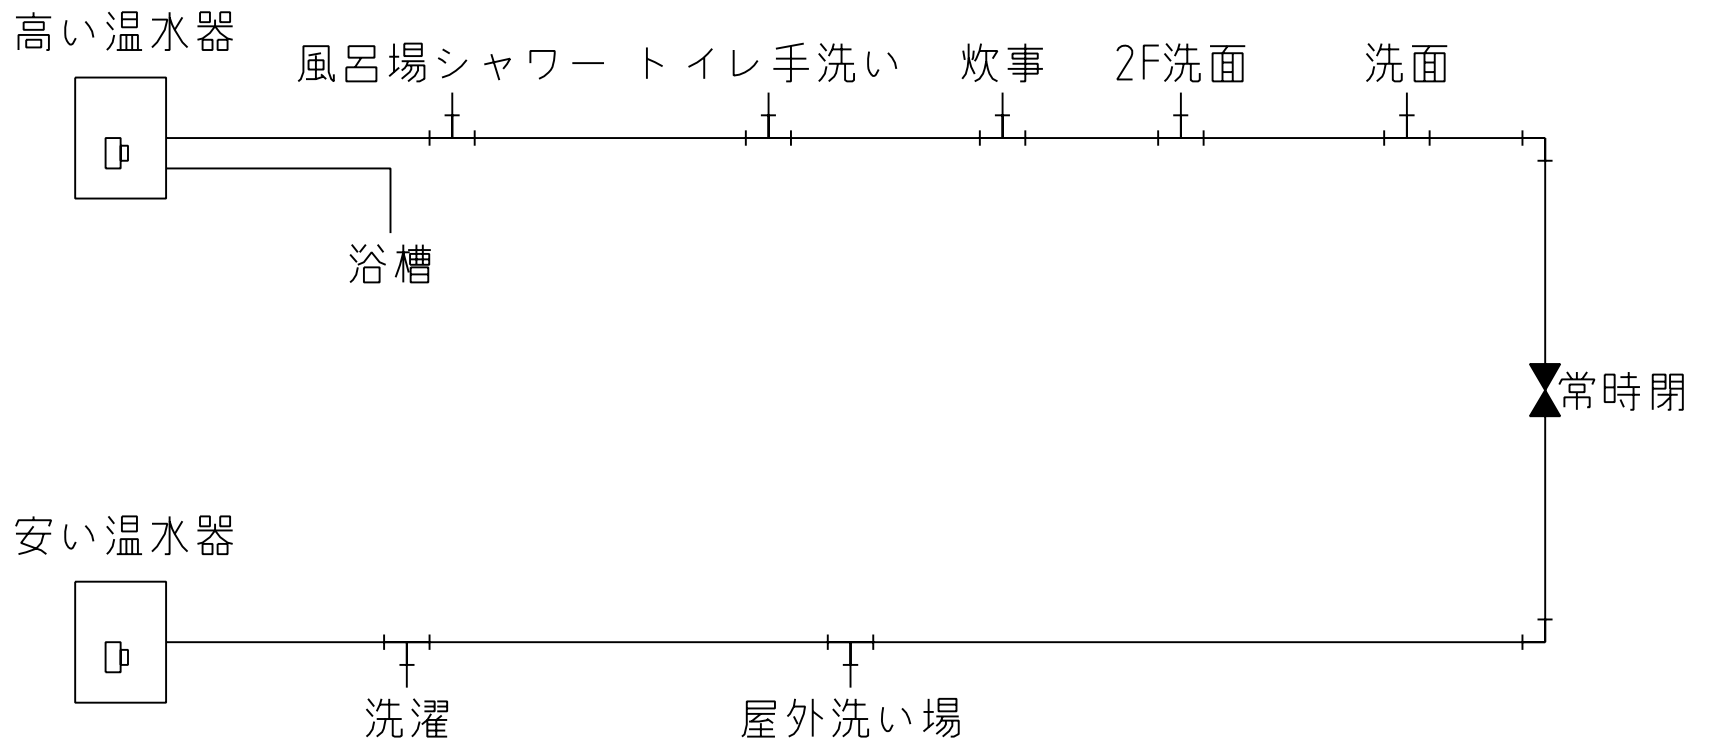 高い温水器
風呂場シャワー
トイレ手洗い
炊事
2F洗面
洗面
浴槽
常時閉
安い温水器
洗濯
屋外洗い場